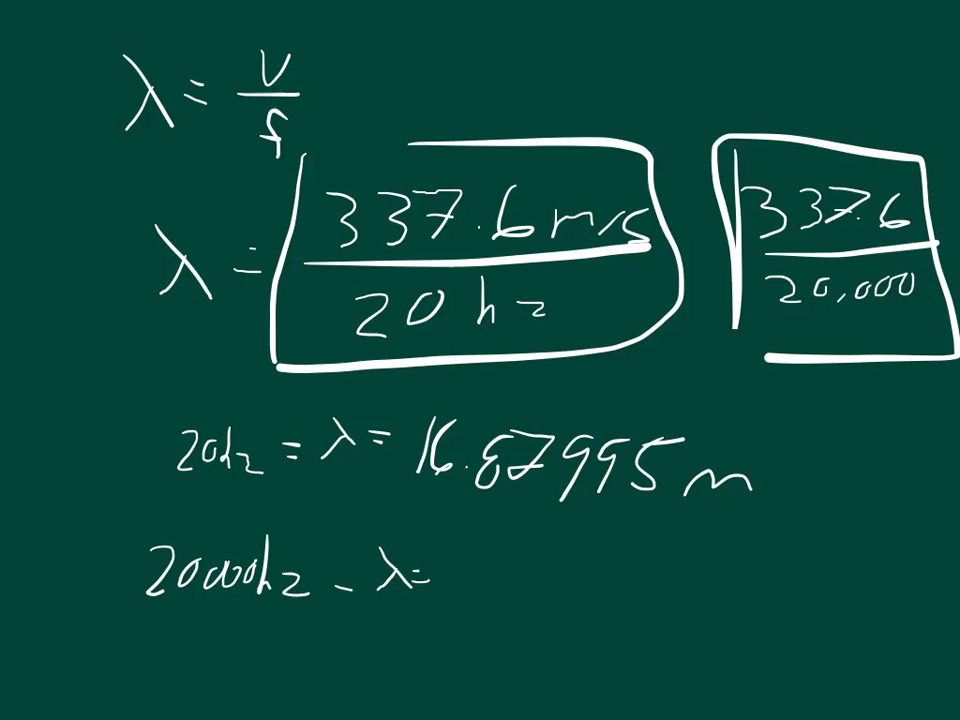 λ = v/f
λ = 337.6 m/s / 20 hz 337.6 / 20,000
20hz = λ = 16.87995 m
20000hz - λ =